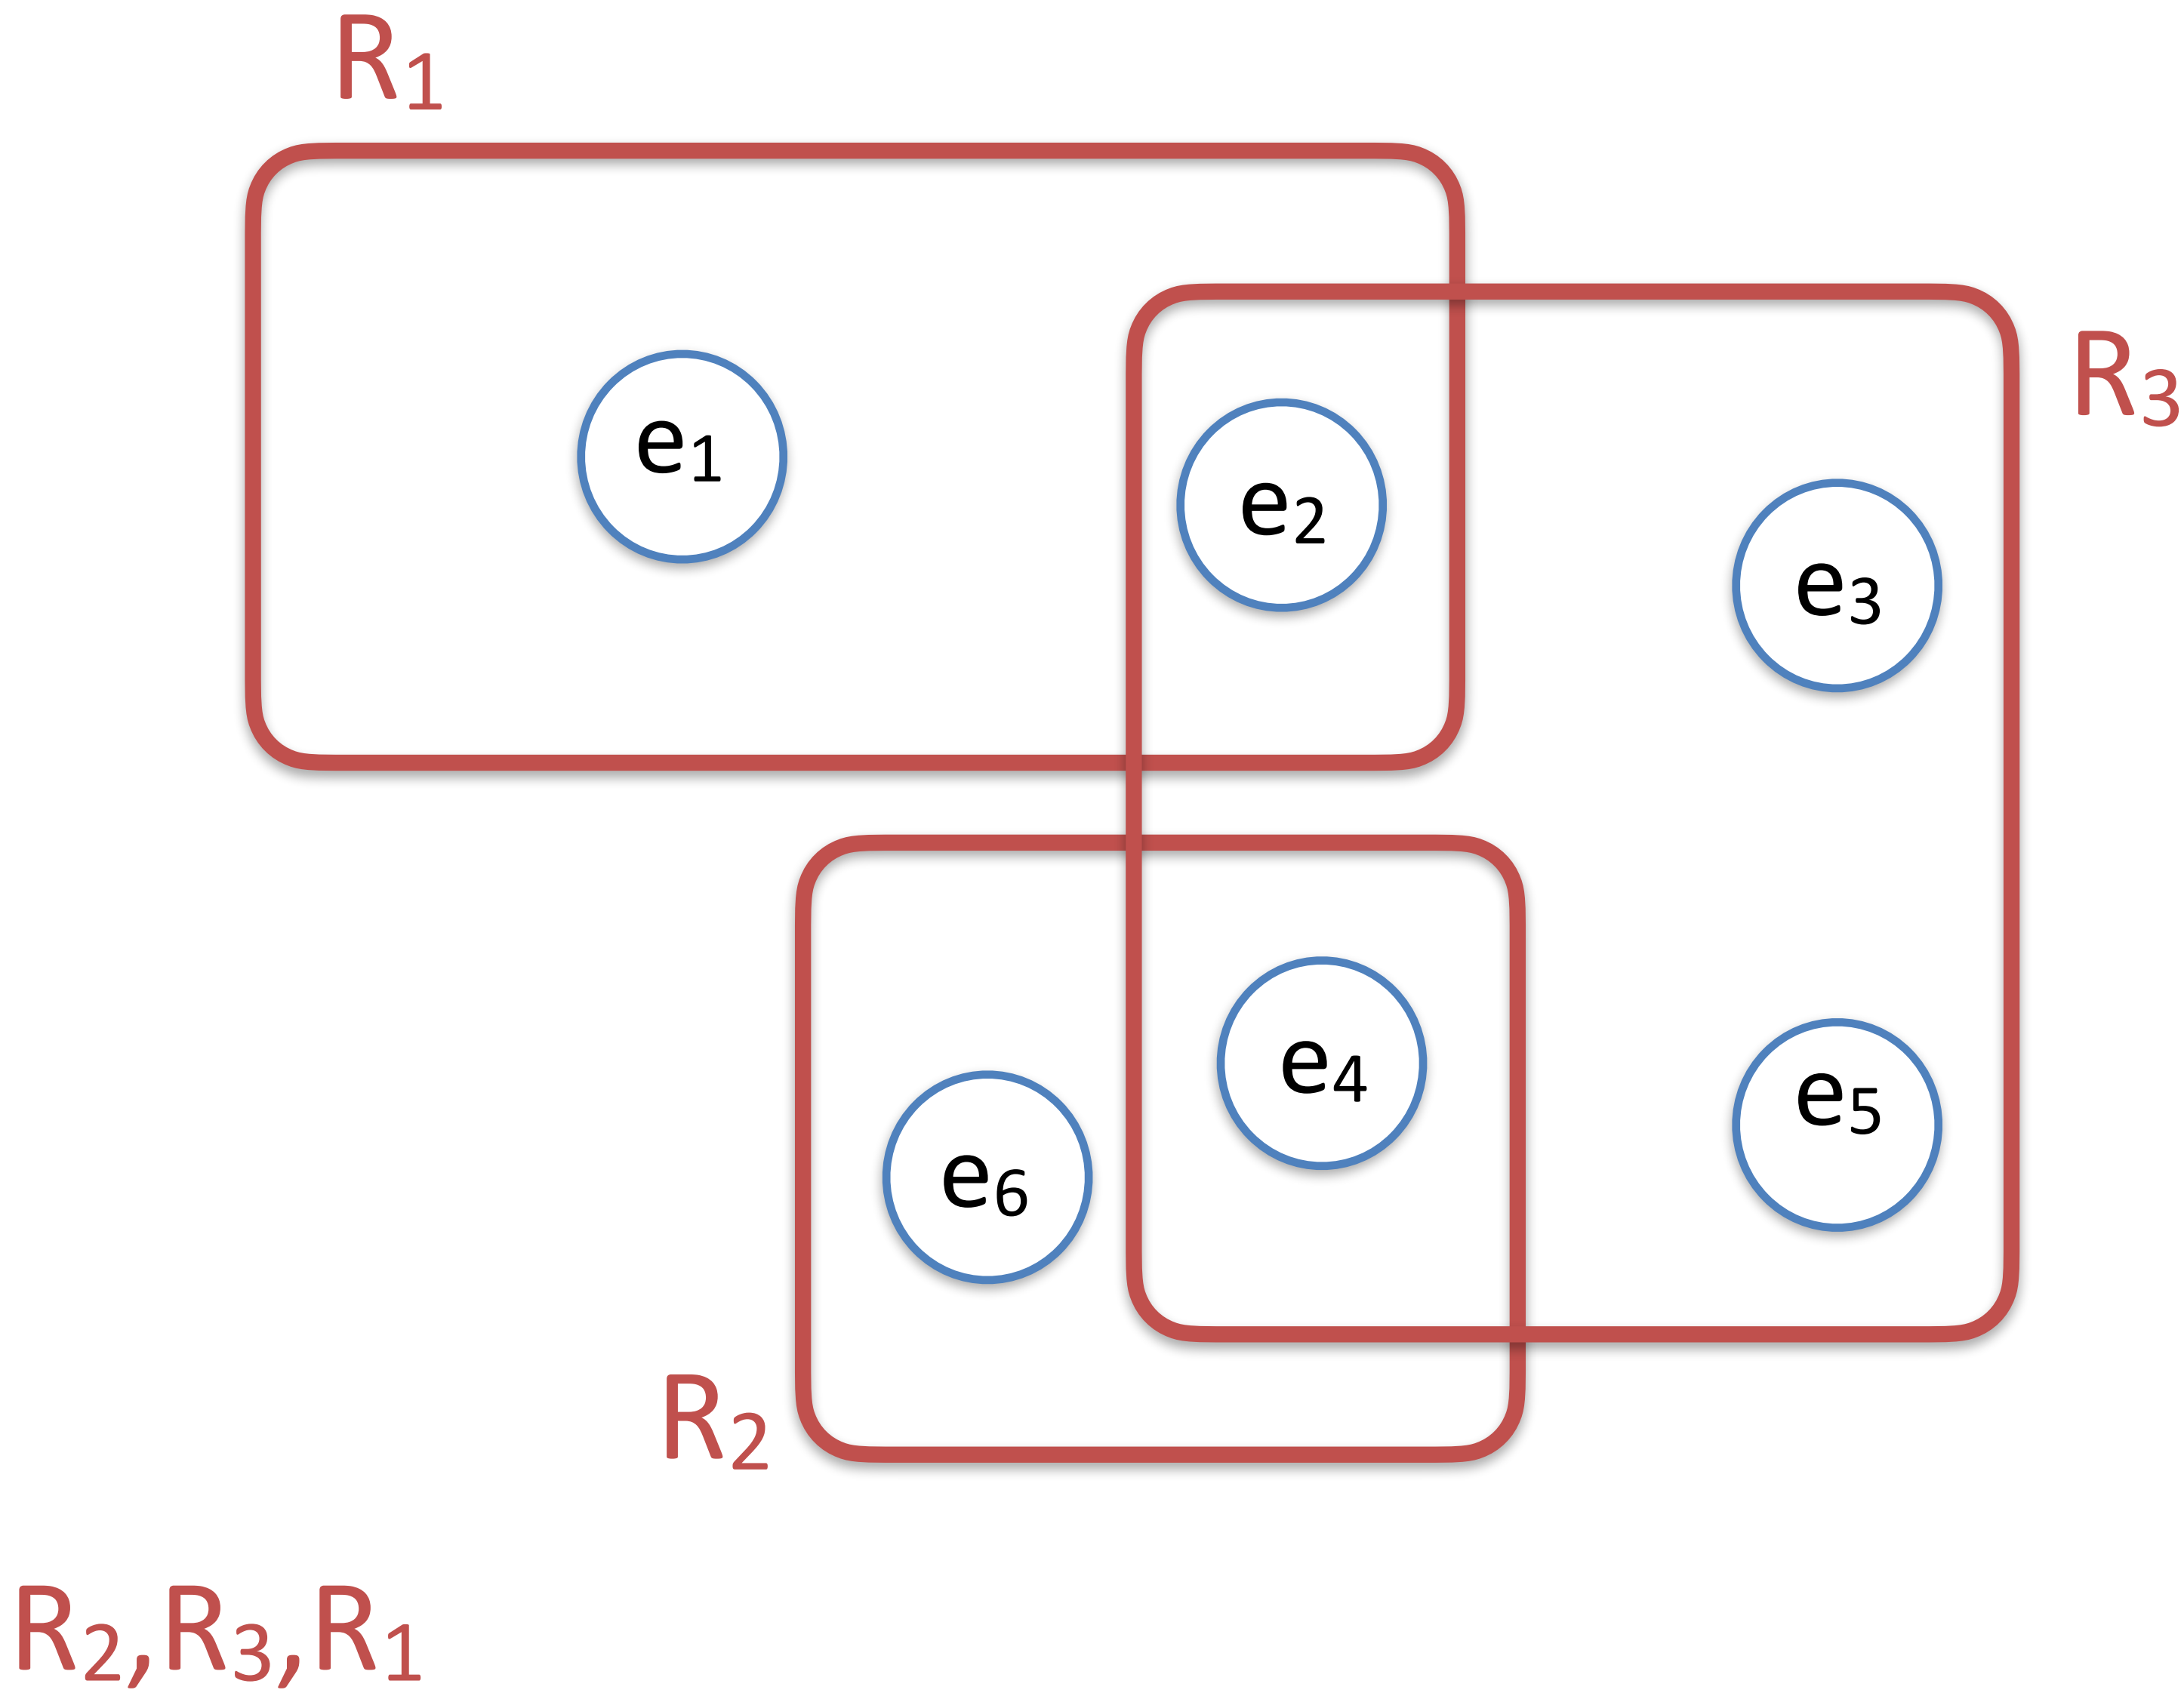 R₁
R₃
e₁
e₂
e₃
e₄
e₅
e₆
R₂
R₂,R₃,R₁